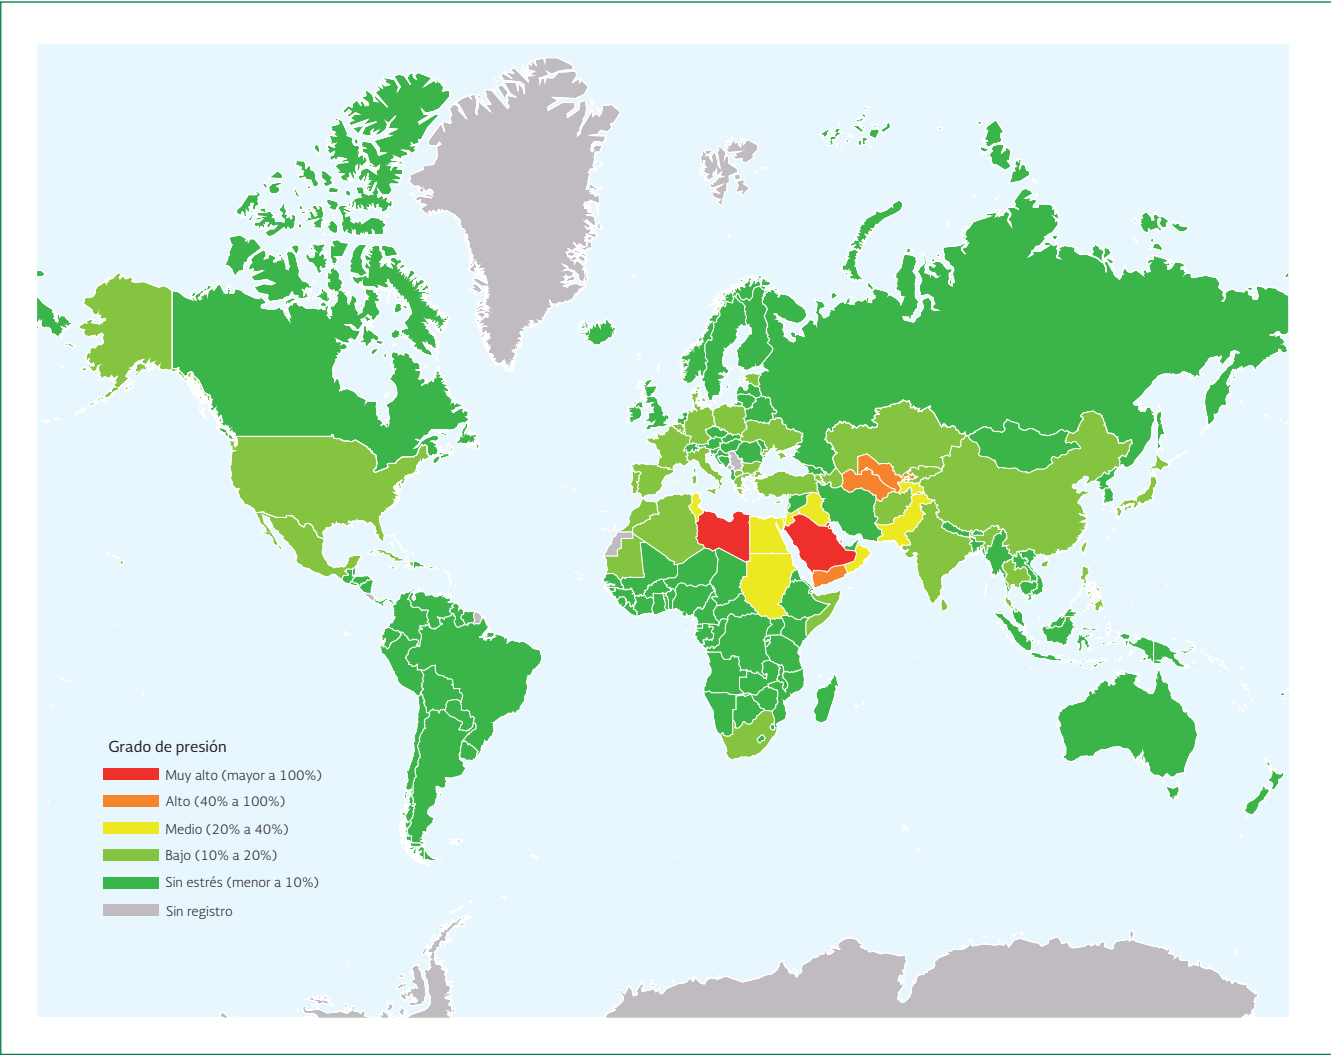 Grado de presión
Muy alto (mayor a 100%)
Alto (40% a 100%)
Medio (20% a 40%)
Bajo (10% a 20%)
Sin estrés (menor a 10%)
Sin registro